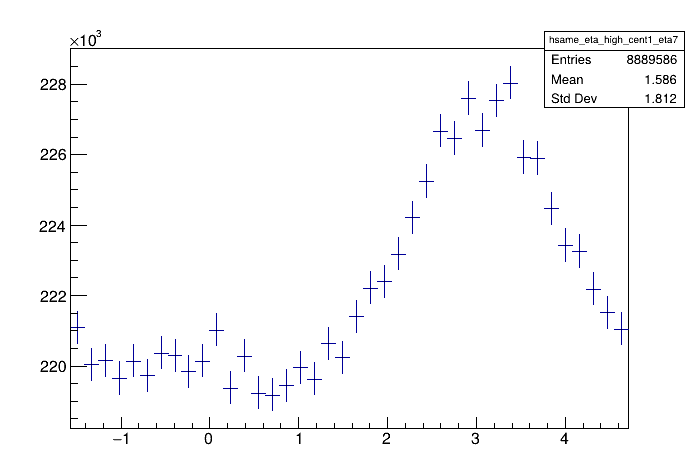 ×10³
hsame_eta_high_cent1_eta7
Entries 8889586
Mean 1.586
Std Dev 1.812
228
226
224
222
220
−1 0 1 2 3 4